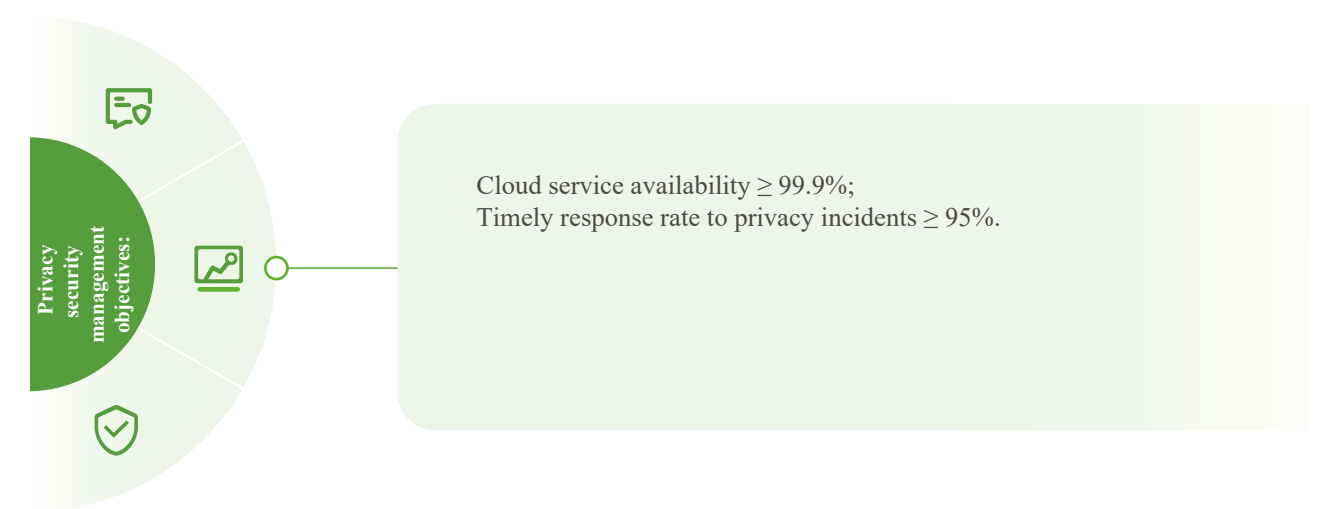 Privacy
security
management
objectives:
Cloud service availability ≥ 99.9%;
Timely response rate to privacy incidents ≥ 95%.